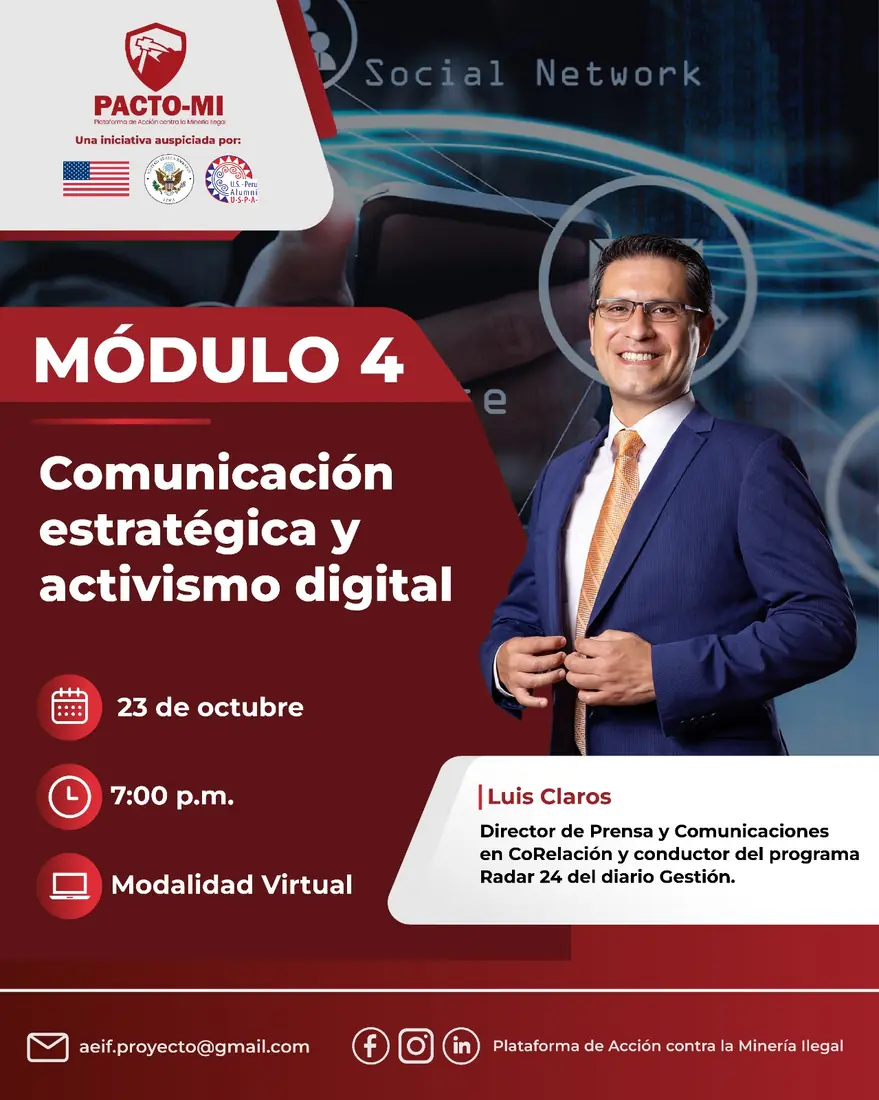 PACTO-MI
Plataforma de Acción contra la Minería Ilegal
Una iniciativa auspiciada por:
U.S.-Peru
Alumni
U-S-P-A-
Social Network
MÓDULO 4
Comunicación
estratégica y
activismo digital
23 de octubre
7:00 p.m.
Modalidad Virtual
Luis Claros
Director de Prensa y Comunicaciones
en CoRelación y conductor del programa
Radar 24 del diario Gestión.
aeif.proyecto@gmail.com
Plataforma de Acción contra la Minería Ilegal